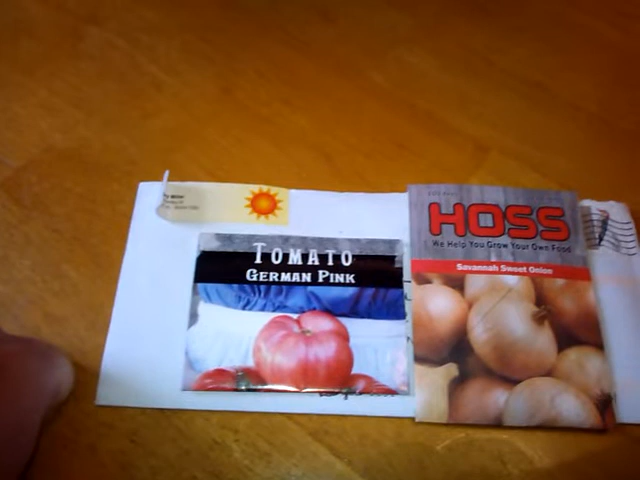 TOMATO
GERMAN PINK
HOSS
We Help You Grow Your Own Food
Savannah Sweet Onion